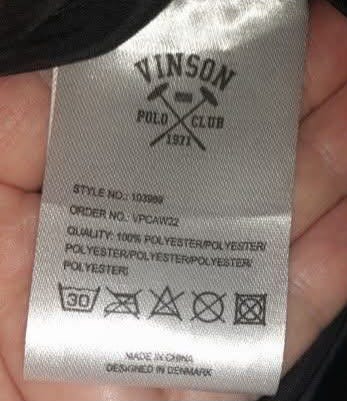 VINSON
POLO CLUB
1971
STYLE NO.: 103969
ORDER NO.: VPCAW22
QUALITY: 100% POLYESTER/POLYESTER/
POLYESTER/POLYESTER/POLYESTER/
POLYESTER/
30
MADE IN CHINA
DESIGNED IN DENMARK